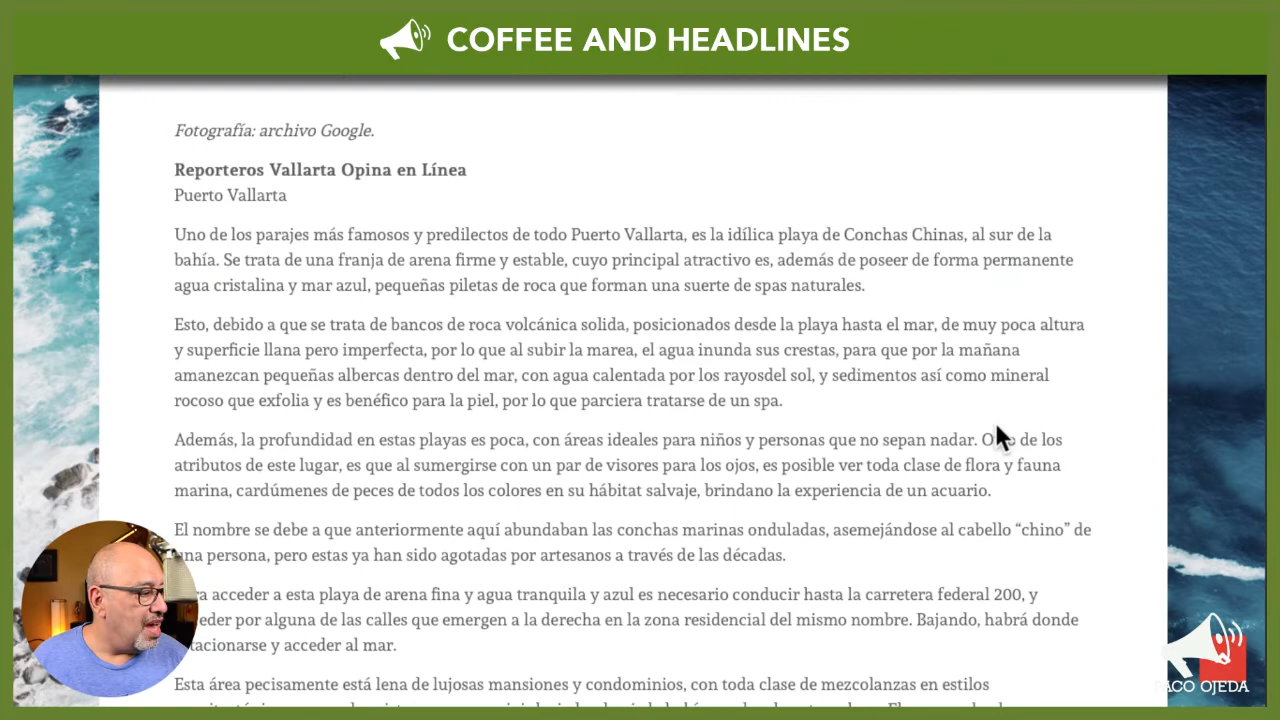 COFFEE AND HEADLINES
Fotografía: archivo Google.
Reporteros Vallarta Opina en Línea
Puerto Vallarta
Uno de los parajes más famosos y predilectos de todo Puerto Vallarta, es la idílica playa de Conchas Chinas, al sur de la
bahía. Se trata de una franja de arena firme y estable, cuyo principal atractivo es, además de poseer de forma permanente
agua cristalina y mar azul, pequeñas piletas de roca que forman una suerte de spas naturales.
Esto, debido a que se trata de bancos de roca volcánica solida, posicionados desde la playa hasta el mar, de muy poca altura
y superficie llana pero imperfecta, por lo que al subir la marea, el agua inunda sus crestas, para que por la mañana
amanezcan pequeñas albercas dentro del mar, con agua calentada por los rayosdel sol, y sedimentos así como mineral
rocoso que exfolia y es benéfico para la piel, por lo que parciera tratarse de un spa.
Además, la profundidad en estas playas es poca, con áreas ideales para niños y personas que no sepan nadar. de los
atributos de este lugar, es que al sumergirse con un par de visores para los ojos, es posible ver toda clase de flora y fauna
marina, cardúmenes de peces de todos los colores en su hábitat salvaje, brindano la experiencia de un acuario.
El nombre se debe a que anteriormente aquí abundaban las conchas marinas onduladas, asemejándose al cabello “chino” de
persona, pero estas ya han sido agotadas por artesanos a través de las décadas.
acceder a esta playa de arena fina y agua tranquila y azul es necesario conducir hasta la carretera federal 200, y
por alguna de las calles que emergen a la derecha en la zona residencial del mismo nombre. Bajando, habrá donde
y acceder al mar.
Esta área pecisamente está lena de lujosas mansiones y condominios, con toda clase de mezcolanzas en estilos
PACO OJEDA